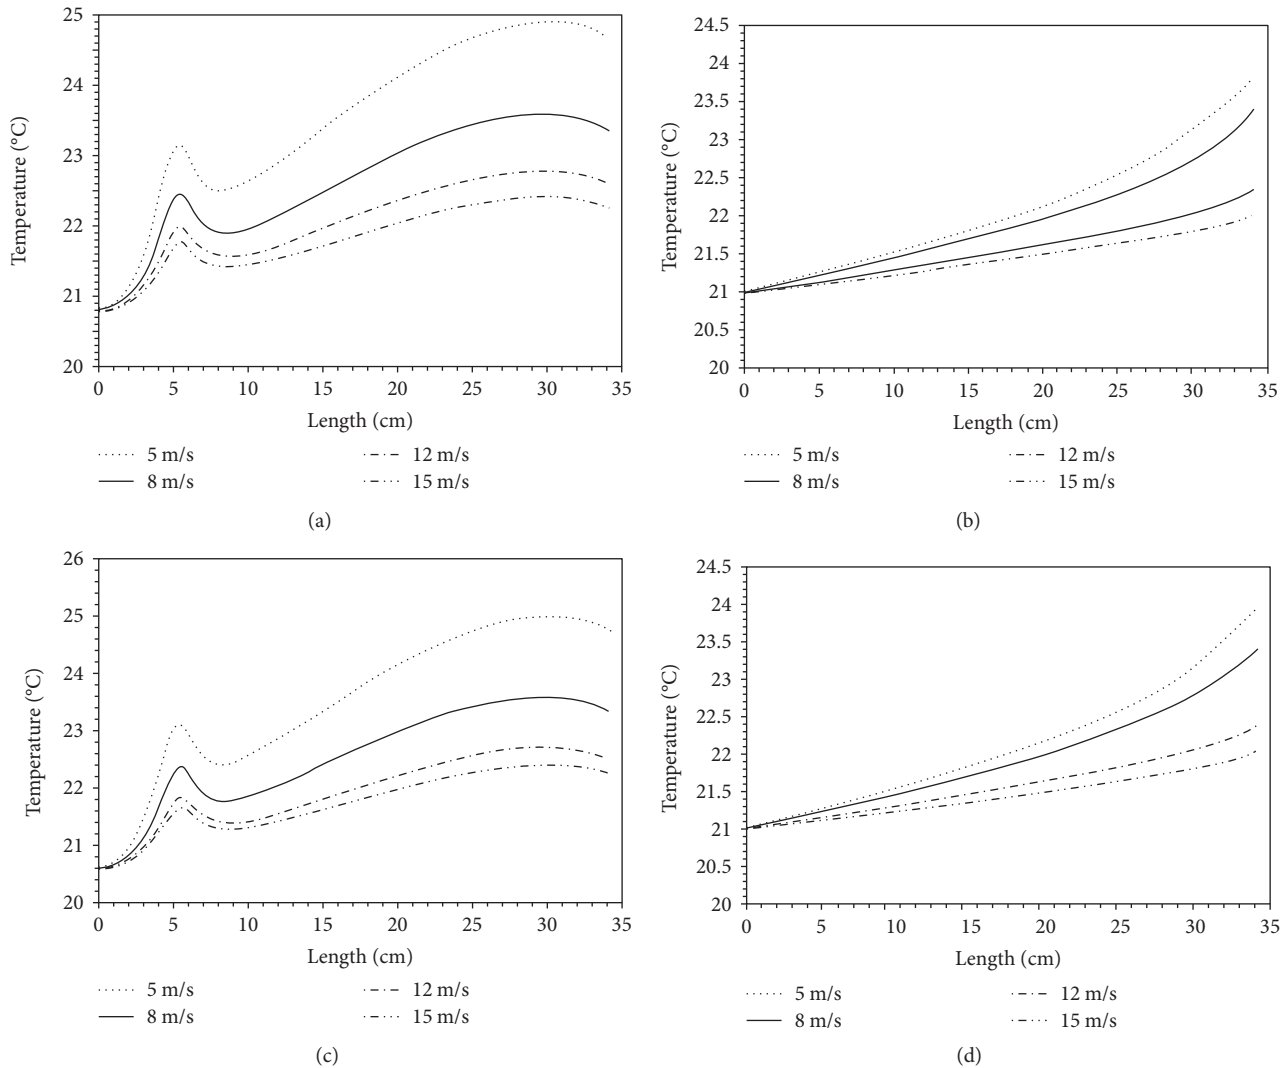 25
24
23
22
21
20
Temperature (°C)
0 5 10 15 20 25 30 35
Length (cm)
5 m/s
8 m/s
12 m/s
15 m/s
(a)
24.5
24
23.5
23
22.5
22
21.5
21
20.5
20
Temperature (°C)
0 5 10 15 20 25 30 35
Length (cm)
5 m/s
8 m/s
12 m/s
15 m/s
(b)
26
25
24
23
22
21
20
Temperature (°C)
0 5 10 15 20 25 30 35
Length (cm)
5 m/s
8 m/s
12 m/s
15 m/s
(c)
24.5
24
23.5
23
22.5
22
21.5
21
20.5
20
Temperature (°C)
0 5 10 15 20 25 30 35
Length (cm)
5 m/s
8 m/s
12 m/s
15 m/s
(d)